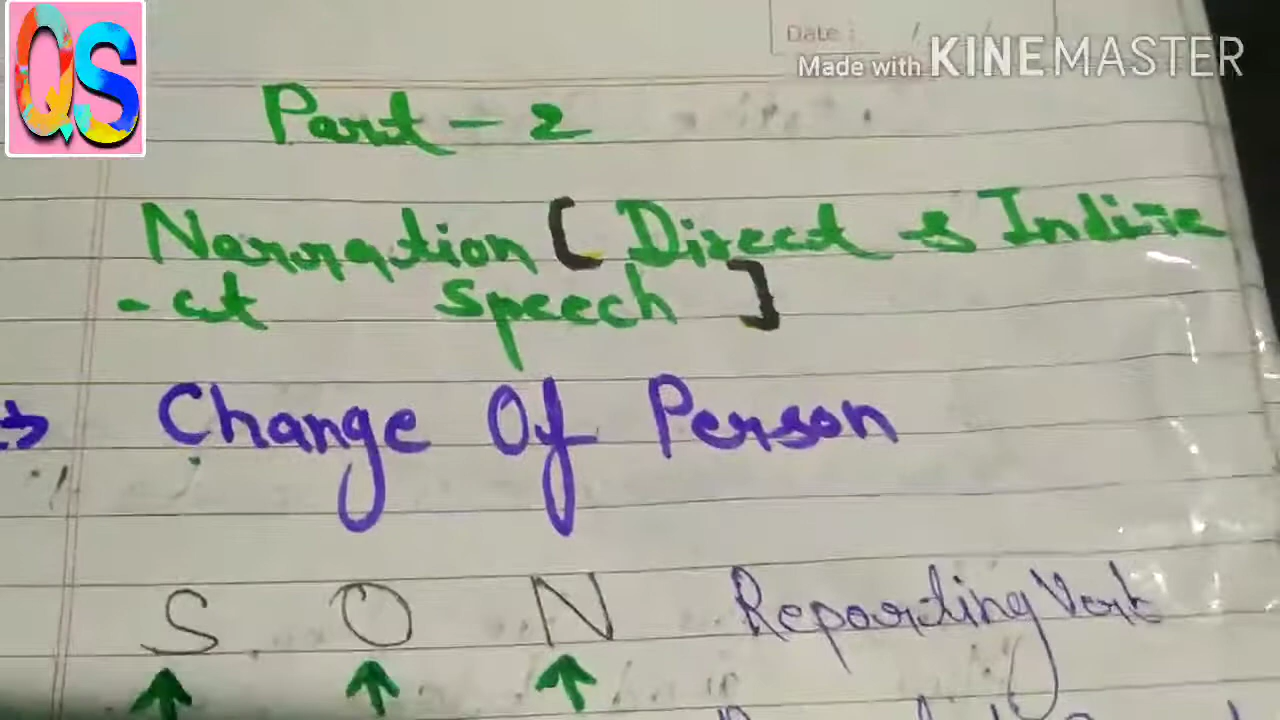 QS
Date : / /
Made with KINEMASTER
Part - 2
Narration [ Direct & Indire
- ct speech ]
Change Of Person
S O N Reporting Verb